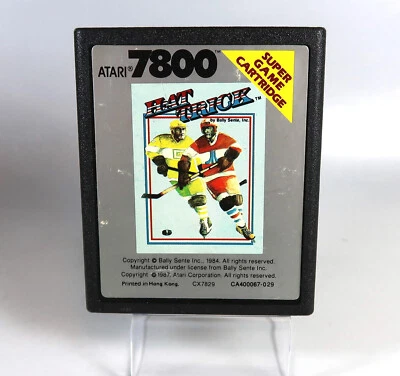 ATARI® 7800™
SUPER
GAME
CARTRIDGE
HAT
TRICK™
by Bally Sente, Inc.
Copyright © Bally Sente Inc., 1984. All rights reserved.
Manufactured under license from Bally Sente Inc.
Copyright © 1987, Atari Corporation. All rights reserved.
Printed in Hong Kong. CX7829 CA400067-029